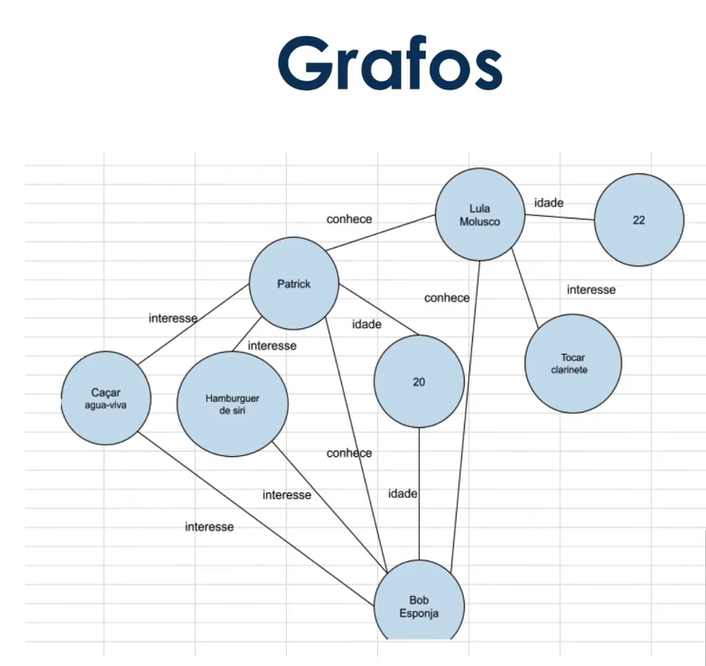 Grafos
Lula
Molusco
idade
22
conhece
Patrick
interesse
conhece
interesse
idade
interesse
Tocar
clarinete
20
Caçar
agua-viva
Hamburguer
de siri
conhece
interesse
idade
interesse
Bob
Esponja